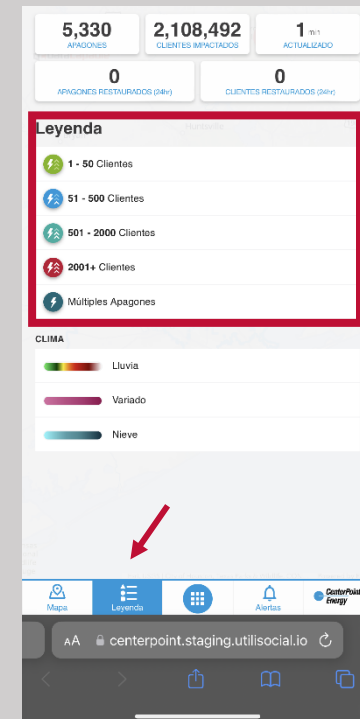 5,330
APAGONES
2,108,492
CLIENTES IMPACTADOS
1 min
ACTUALIZADO
0
APAGONES RESTAURADOS (24hr)
0
CLIENTES RESTAURADOS (24hr)
Leyenda
1 - 50 Clientes
51 - 500 Clientes
501 - 2000 Clientes
2001+ Clientes
Múltiples Apagones
CLIMA
Lluvia
Variado
Nieve
Mapa
Leyenda
Alertas
CenterPoint
Energy
AA
centerpoint.staging.utilisocial.io